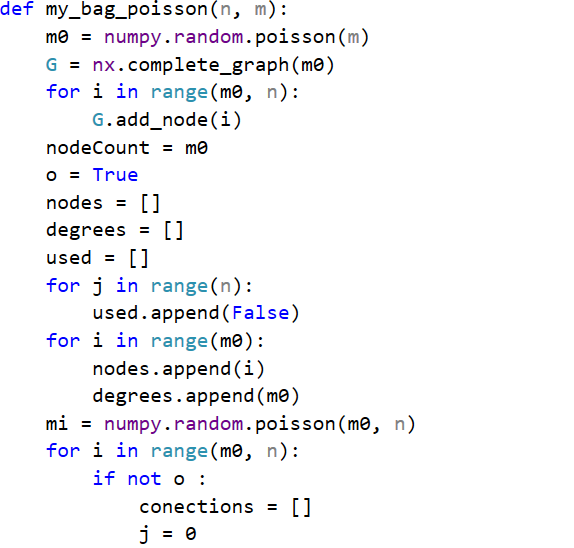 def my_bag_poisson(n, m):
    m0 = numpy.random.poisson(m)
    G = nx.complete_graph(m0)
    for i in range(m0, n):
        G.add_node(i)
    nodeCount = m0
    o = True
    nodes = []
    degrees = []
    used = []
    for j in range(n):
        used.append(False)
    for i in range(m0):
        nodes.append(i)
        degrees.append(m0)
    mi = numpy.random.poisson(m0, n)
    for i in range(m0, n):
        if not o :
            conections = []
            j = 0